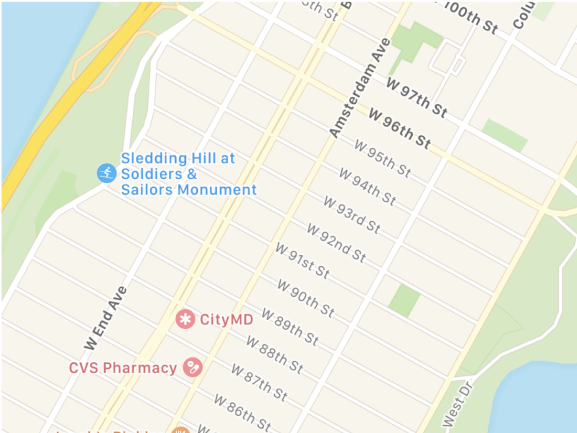 W 100th St
Amsterdam Ave
W 97th St
W 96th St
W 95th St
Sledding Hill at
Soldiers &
Sailors Monument
W 94th St
W 93rd St
W 92nd St
W 91st St
W 90th St
W End Ave
CityMD
W 89th St
W 88th St
CVS Pharmacy
W 87th St
W 86th St
West Dr